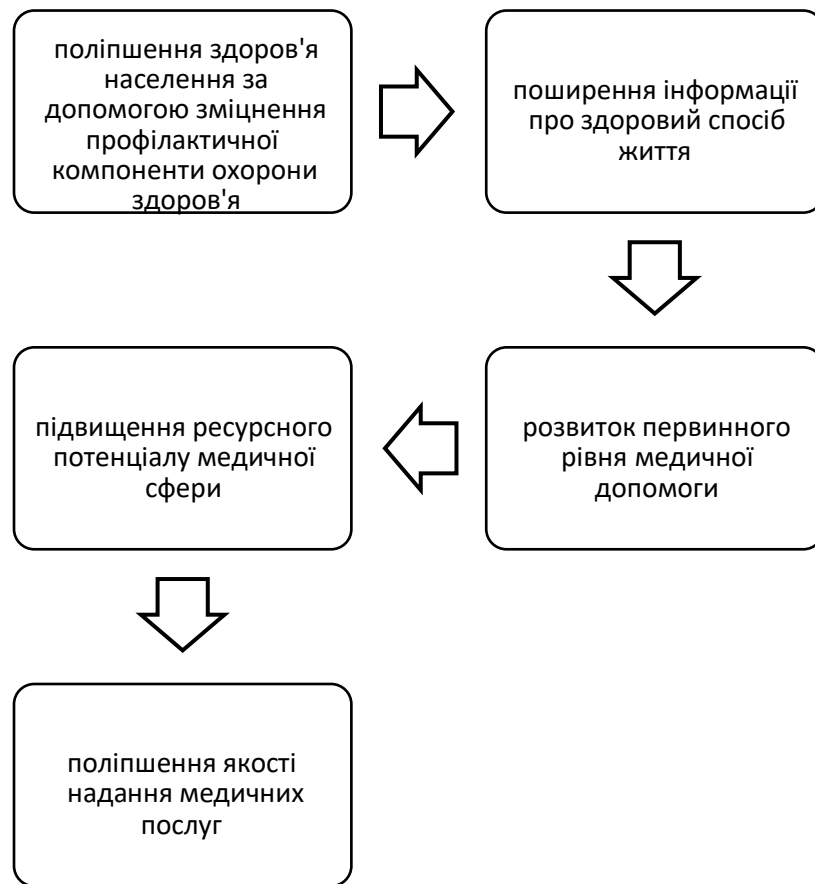 поліпшення здоров'я
населення за
допомогою зміцнення
профілактичної
компоненти охорони
здоров'я
поширення інформації
про здоровий спосіб
життя
розвиток первинного
рівня медичної
допомоги
підвищення ресурсного
потенціалу медичної
сфери
поліпшення якості
надання медичних
послуг